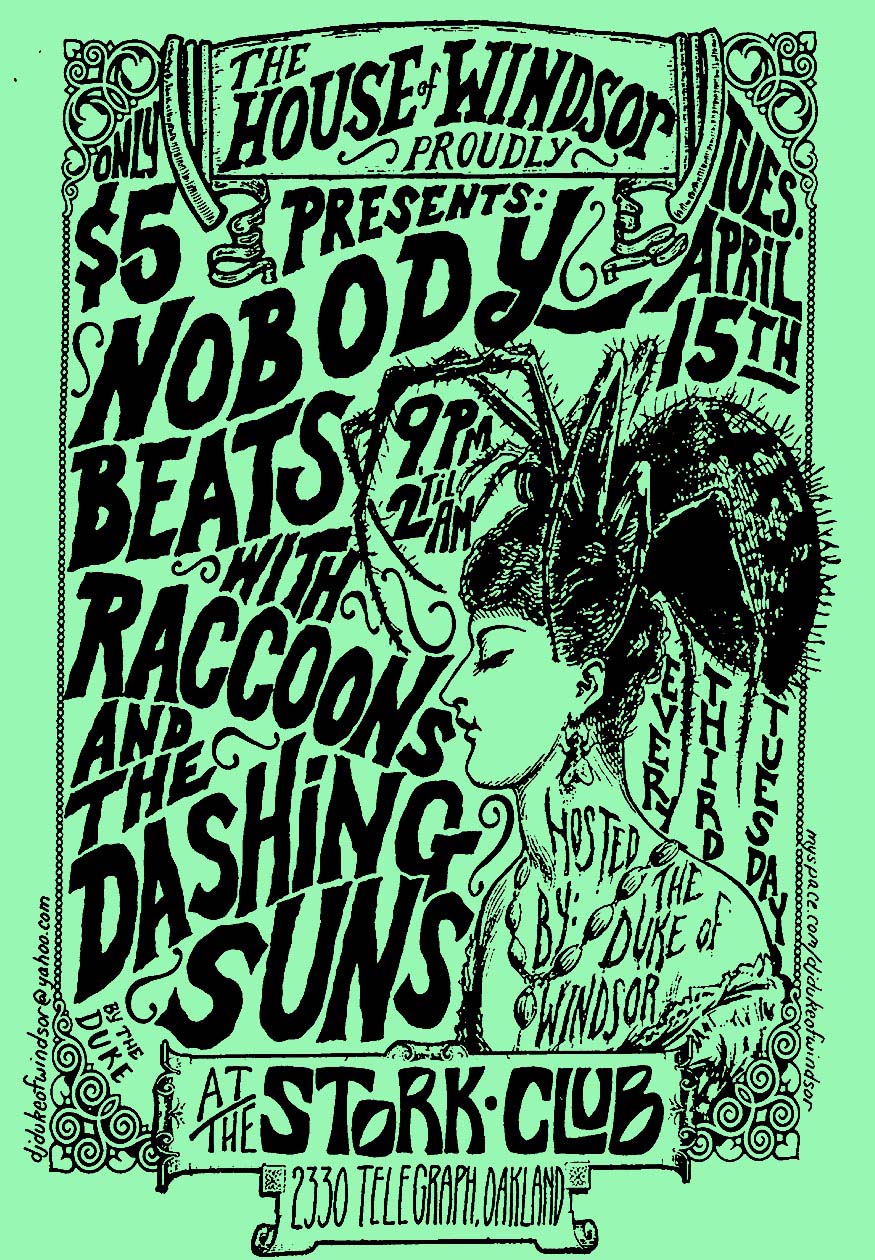 THE
HOUSE of WINDSOR
PROUDLY
PRESENTS:
ONLY
$5
TUES.
APRIL
15TH
NOBODY
BEATS
9PM
'TIL
2AM
WITH
RACCOONS
AND
THE
DASHING
SUNS
EVERY
THIRD
TUESDAY
HOSTED
BY: THE
DUKE of
WINDSOR
BY THE
DUKE
djdukeofwindsor@yahoo.com
myspace.com/djdukeofwindsor
AT
THE
STORK·CLUB
2330 TELEGRAPH, OAKLAND